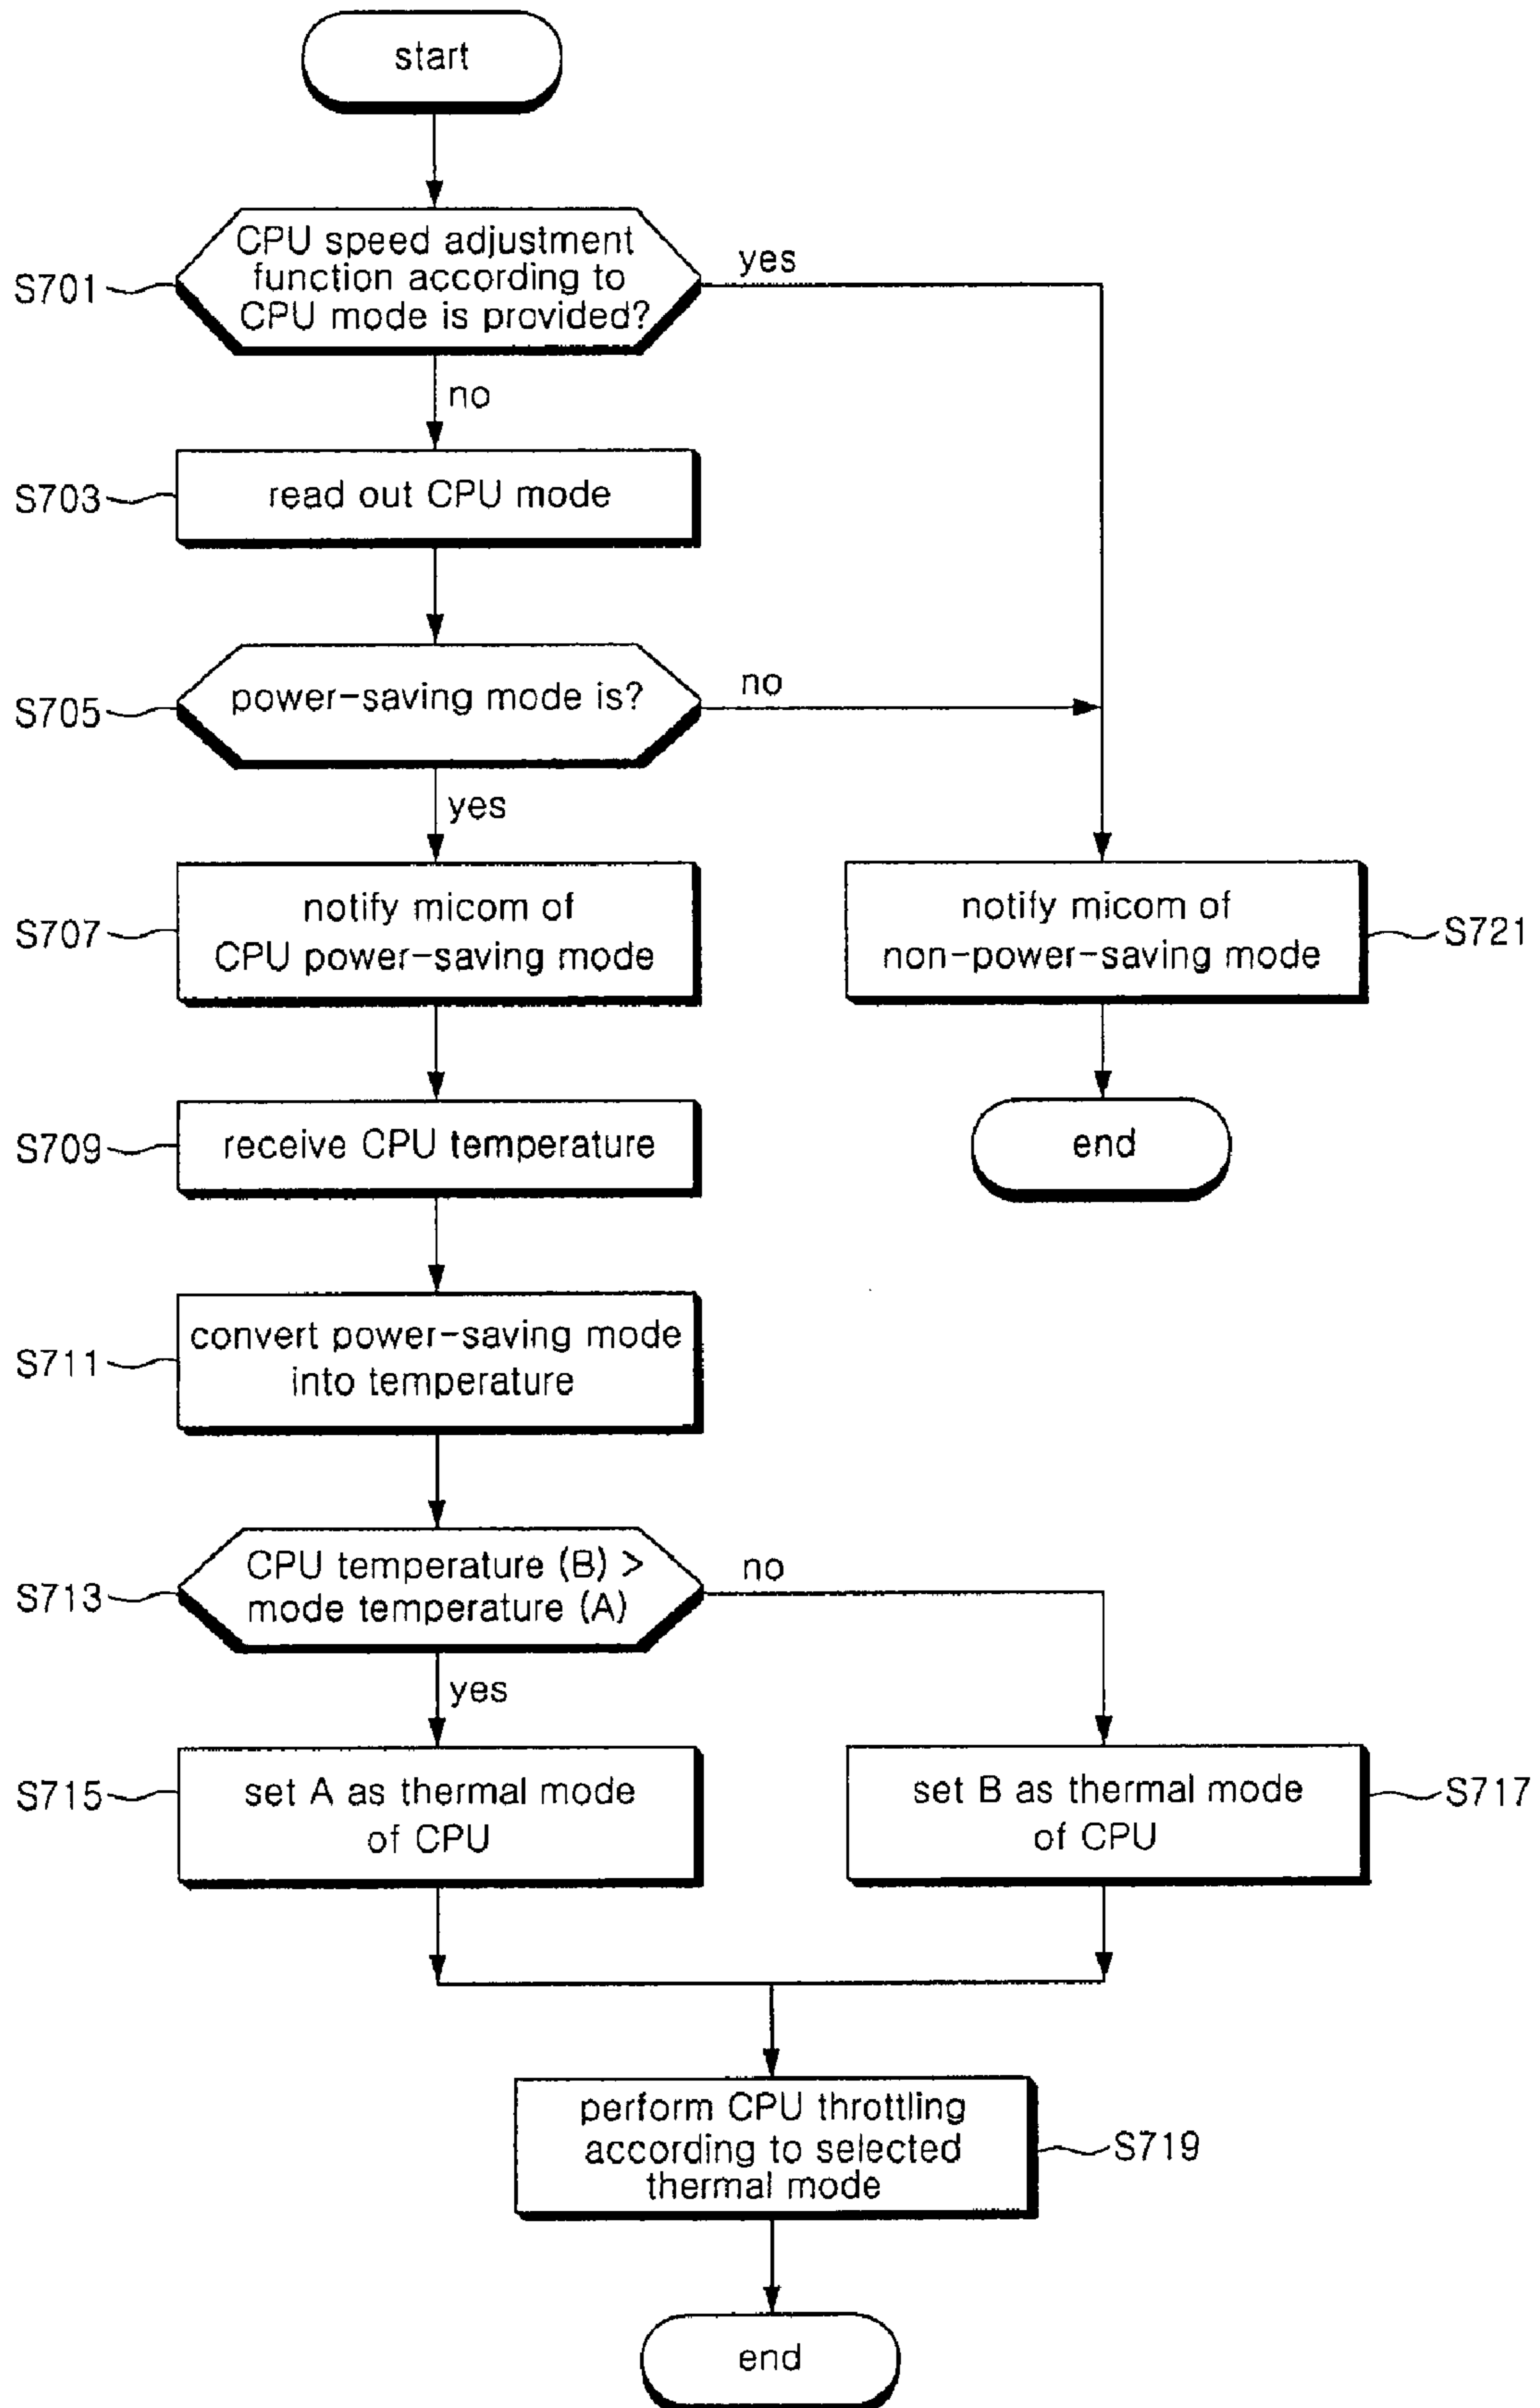 start
S701
CPU speed adjustment
function according to
CPU mode is provided?
yes
no
S703
read out CPU mode
S705
power-saving mode is?
no
yes
S707
notify micom of
CPU power-saving mode
notify micom of
non-power-saving mode
S721
S709
receive CPU temperature
end
S711
convert power-saving mode
into temperature
S713
CPU temperature (B) >
mode temperature (A)
no
yes
S715
set A as thermal mode
of CPU
set B as thermal mode
of CPU
S717
perform CPU throttling
according to selected
thermal mode
S719
end